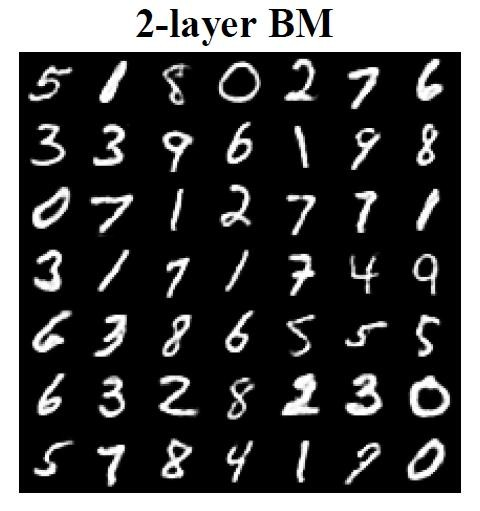 2-layer BM
5 1 8 0 2 7 6
3 3 9 6 1 9 8
0 7 1 2 7 7 1
3 1 7 1 7 4 9
6 3 8 6 5 5 5
6 3 2 8 2 3 0
5 7 8 4 1 0